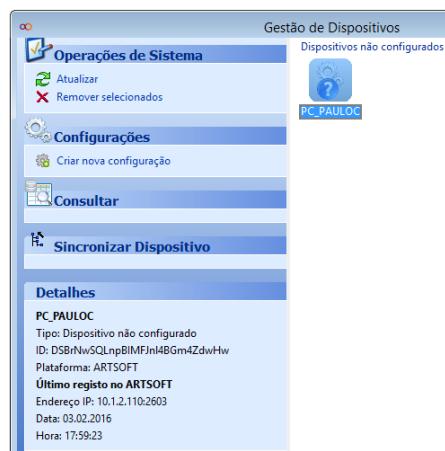 Gestão de Dispositivos
Operações de Sistema
Atualizar
Remover selecionados
Configurações
Criar nova configuração
Consultar
Sincronizar Dispositivo
Detalhes
PC_PAULOC
Tipo: Dispositivo não configurado
ID: DSBrNwSQLnpBIMFJnI4BGm4ZdwHw
Plataforma: ARTSOFT
Último registo no ARTSOFT
Endereço IP: 10.1.2.110:2603
Data: 03.02.2016
Hora: 17:59:23
Dispositivos não configurados
PC_PAULOC